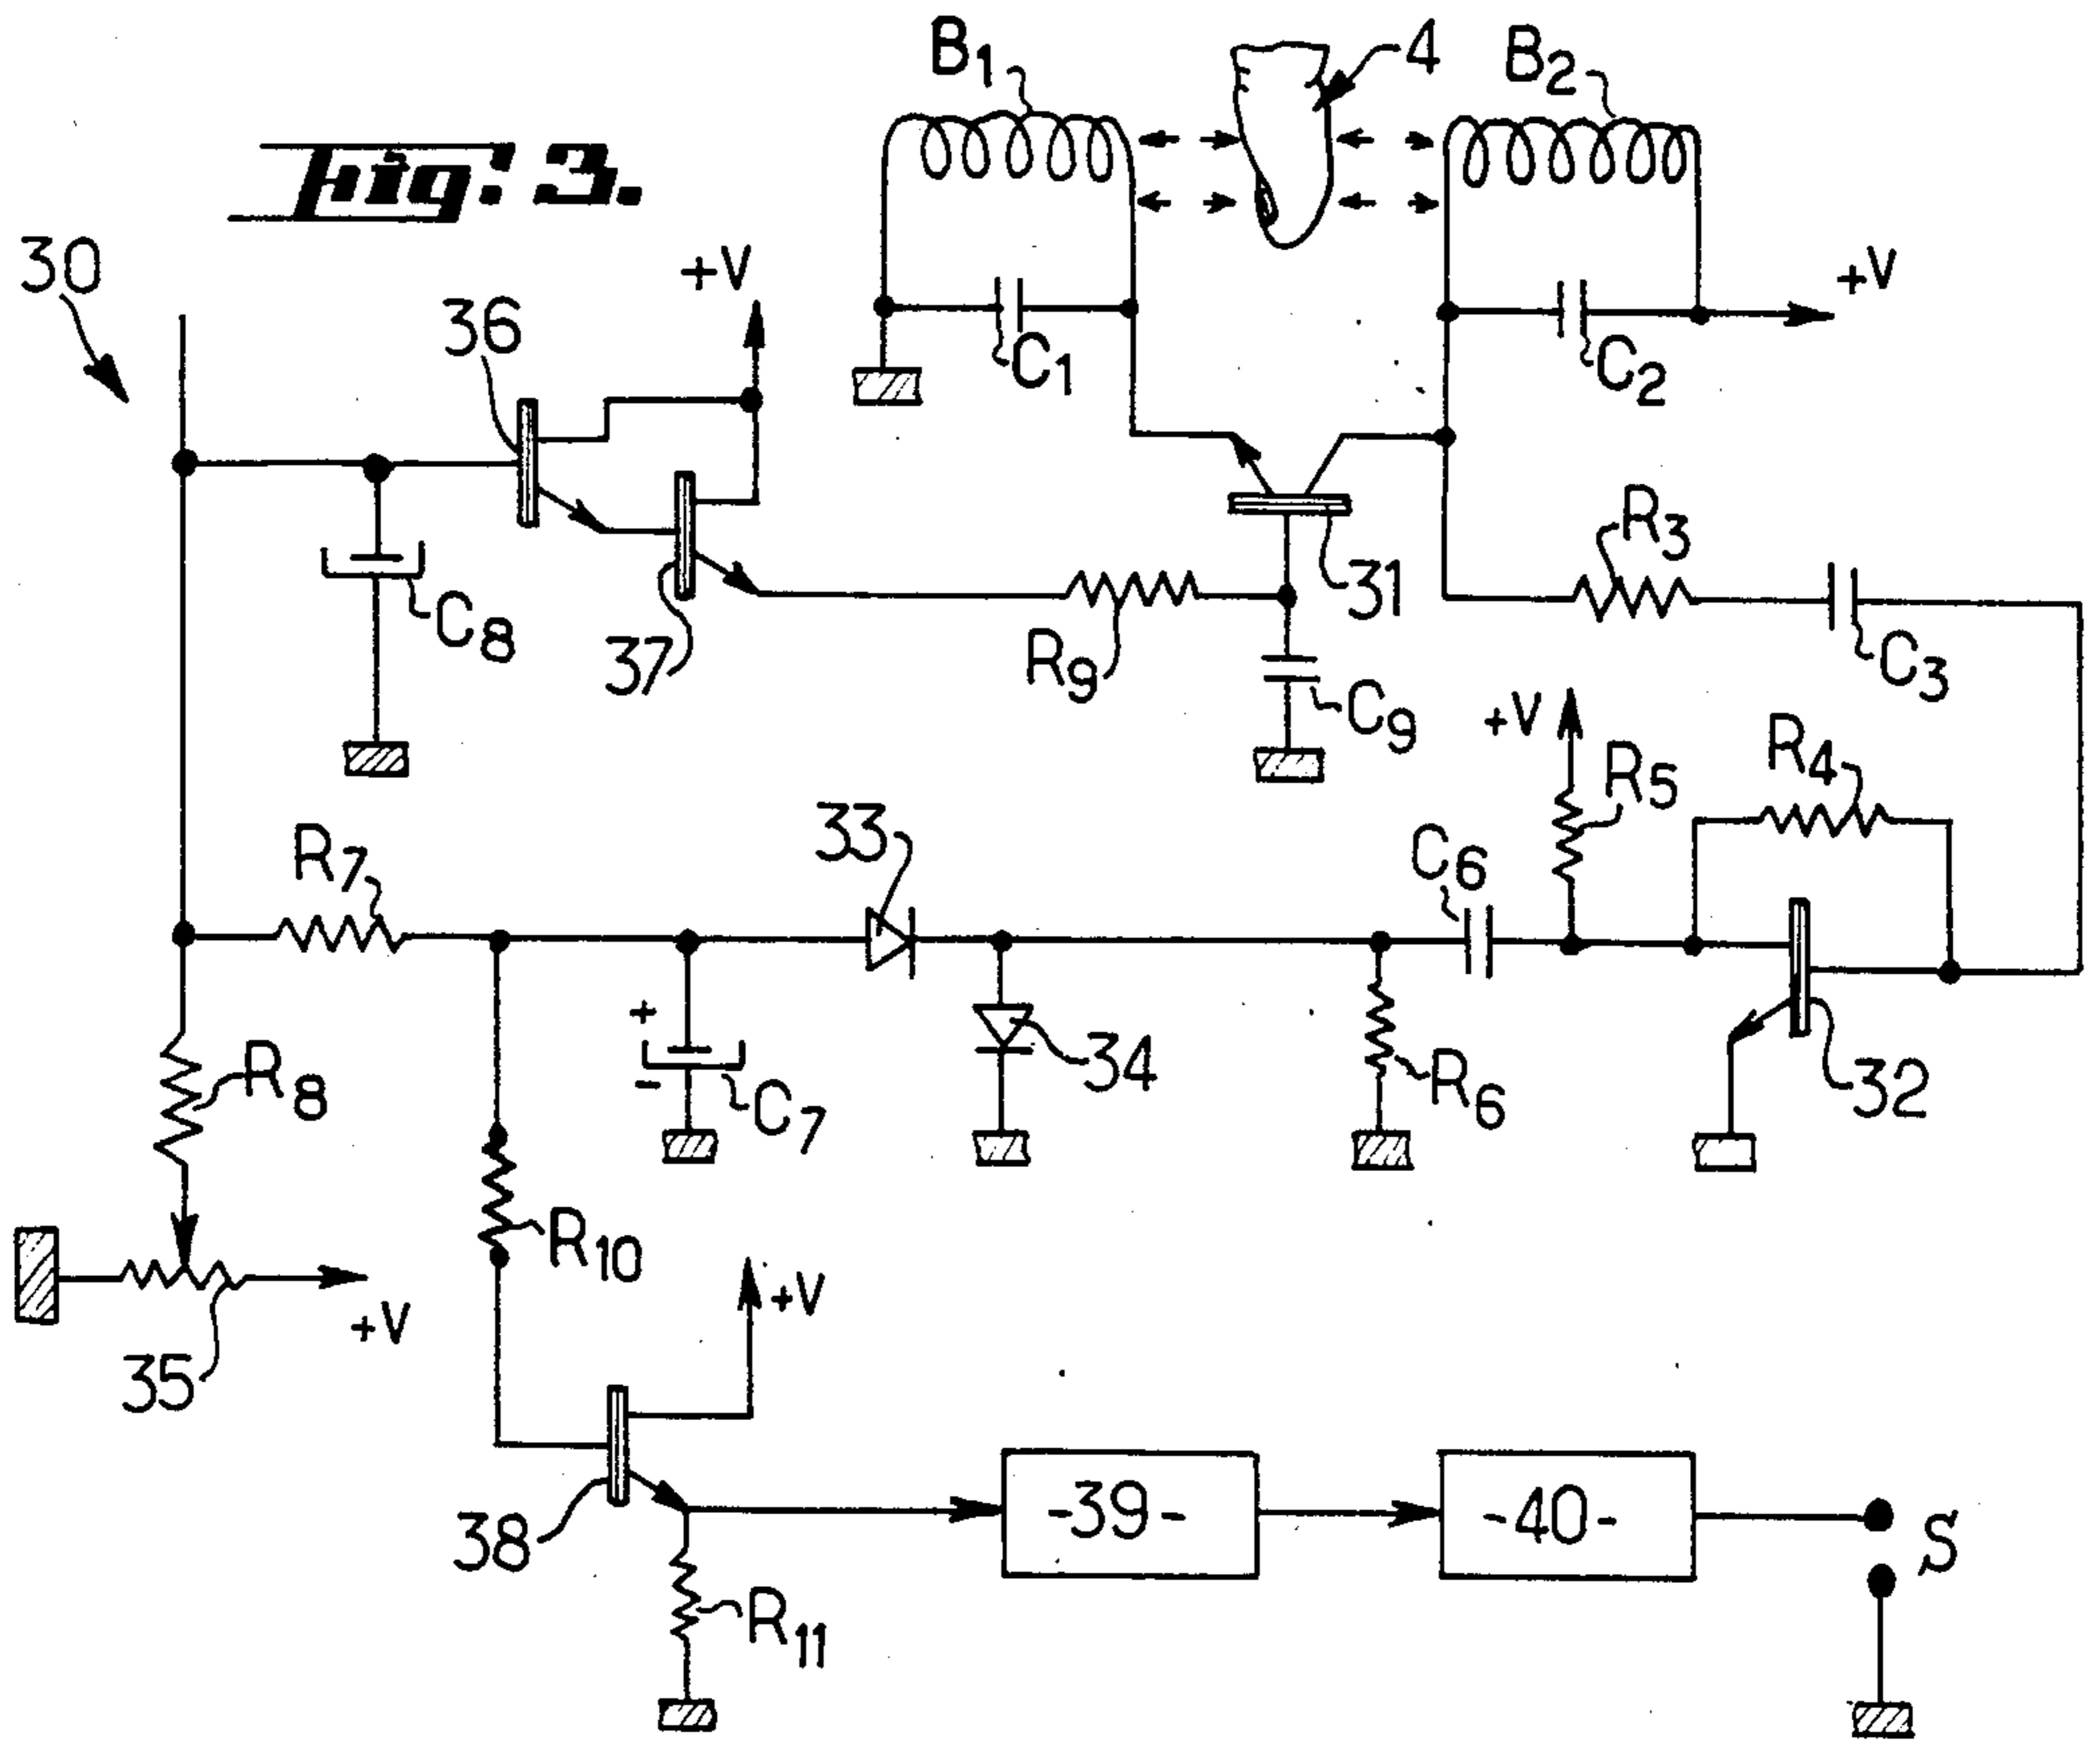 Fig. 3.
30
B1
4
B2
+V
36
+V
C1
C2
C8
37
R9
31
C9
R3
C3
+V
R5
R4
33
R7
C6
R8
+
-
C7
34
R6
32
R10
35
+V
+V
38
-39-
-40-
S
R11